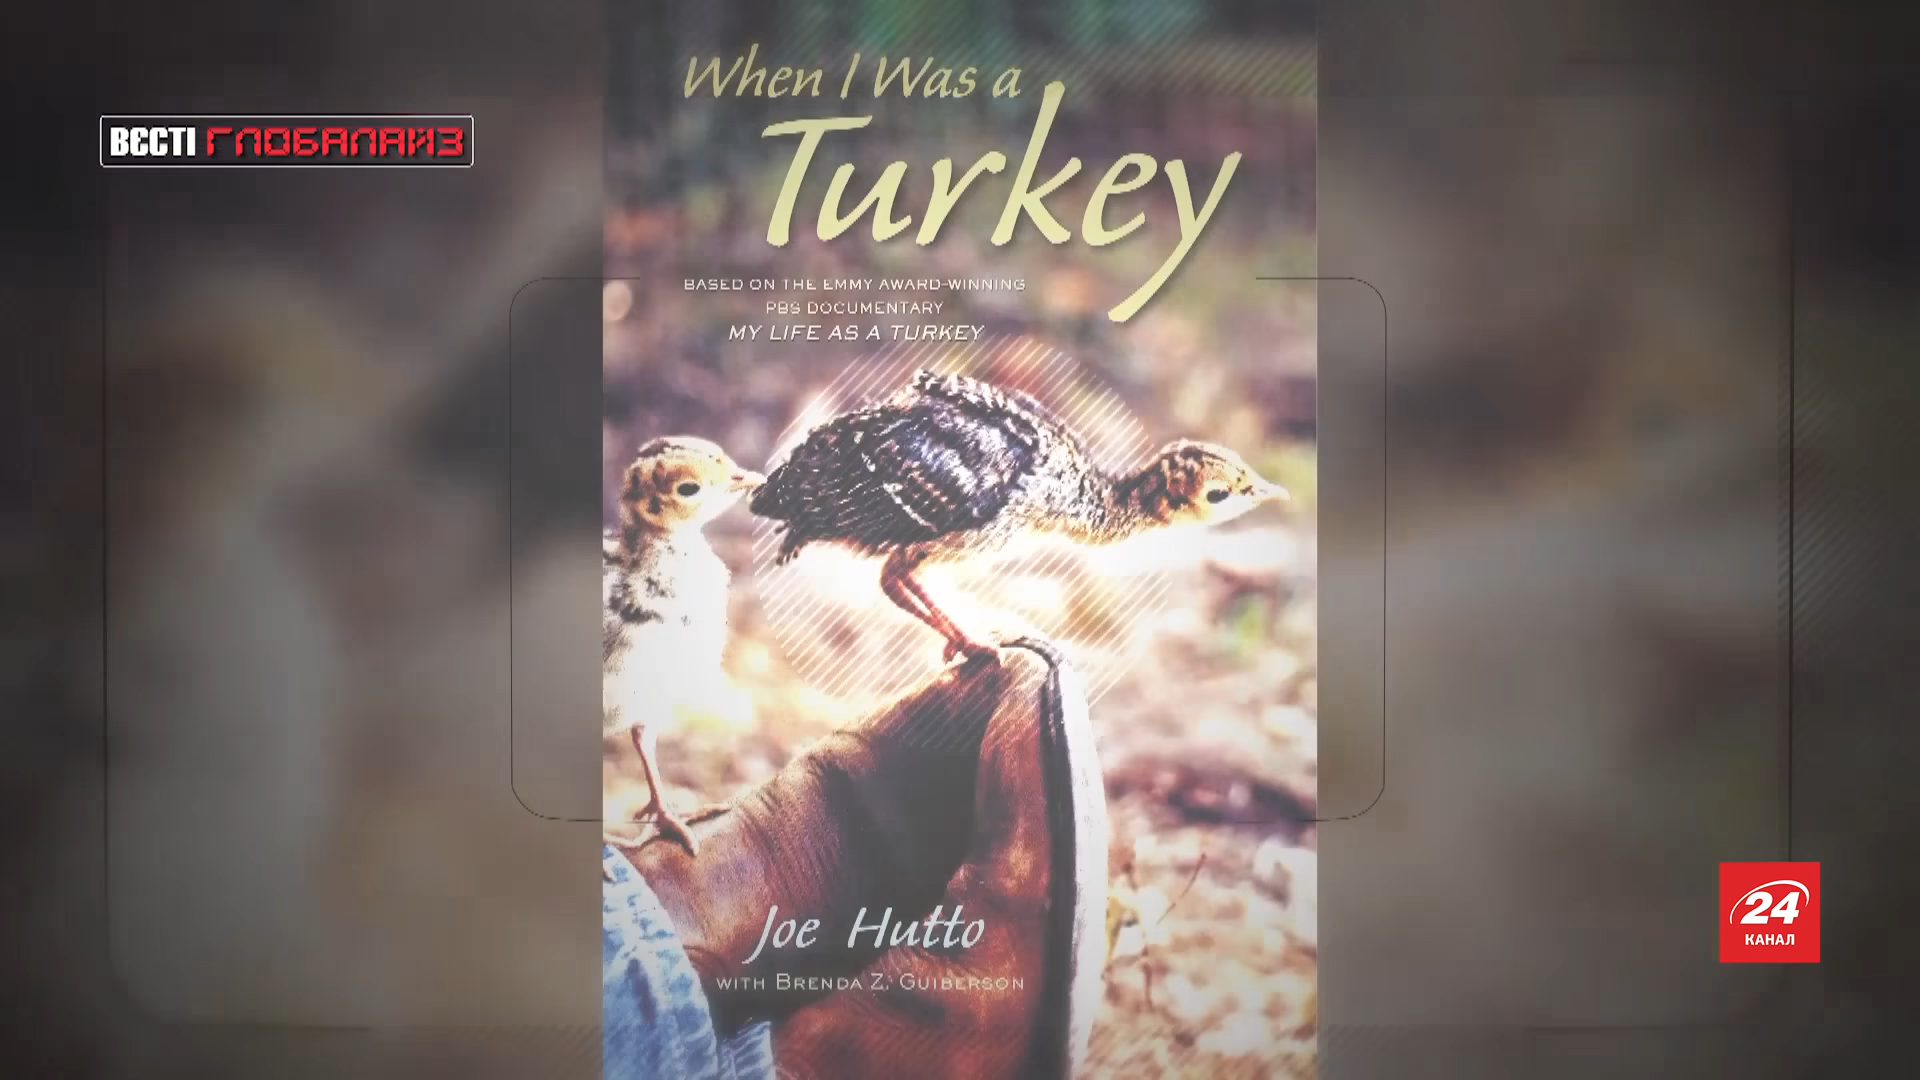 When I Was a
Turkey
ВЄСТІ ГЛОБАЛАЙЗ
BASED ON THE EMMY AWARD-WINNING
PBS DOCUMENTARY
MY LIFE AS A TURKEY
Joe Hutto
WITH BRENDA Z. GUIBERSON
24
КАНАЛ